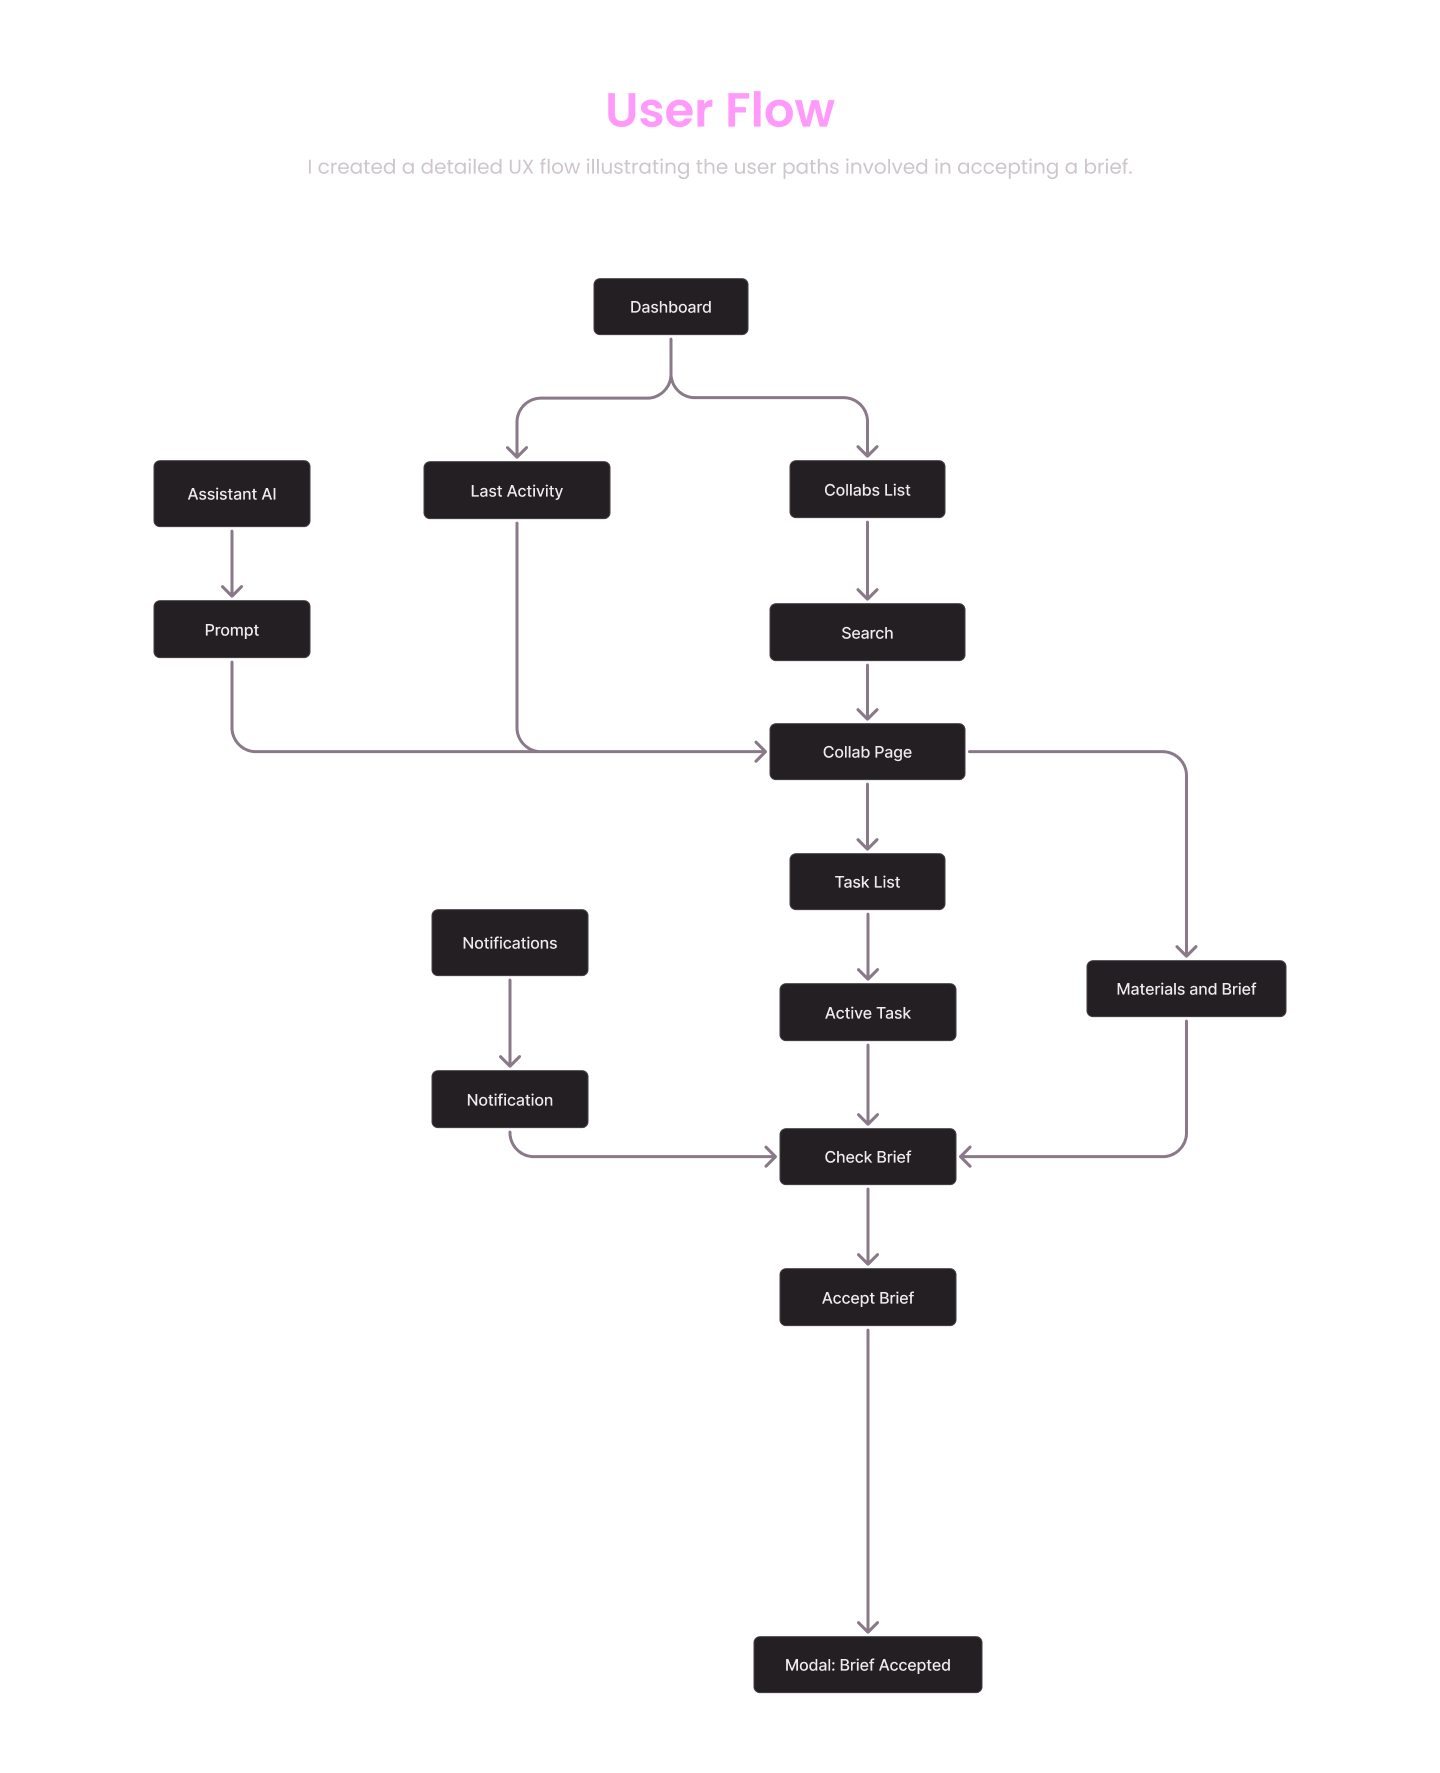 User Flow
I created a detailed UX flow illustrating the user paths involved in accepting a brief.
Dashboard
Assistant AI
Last Activity
Collabs List
Prompt
Search
Collab Page
Task List
Notifications
Materials and Brief
Active Task
Notification
Check Brief
Accept Brief
Modal: Brief Accepted